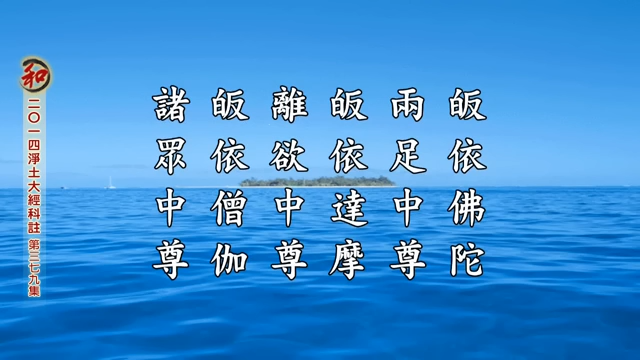 皈依佛陀
兩足中尊
皈依達摩
離欲中尊
皈依僧伽
諸眾中尊
和
二〇一四淨土大經科註 第三七九集